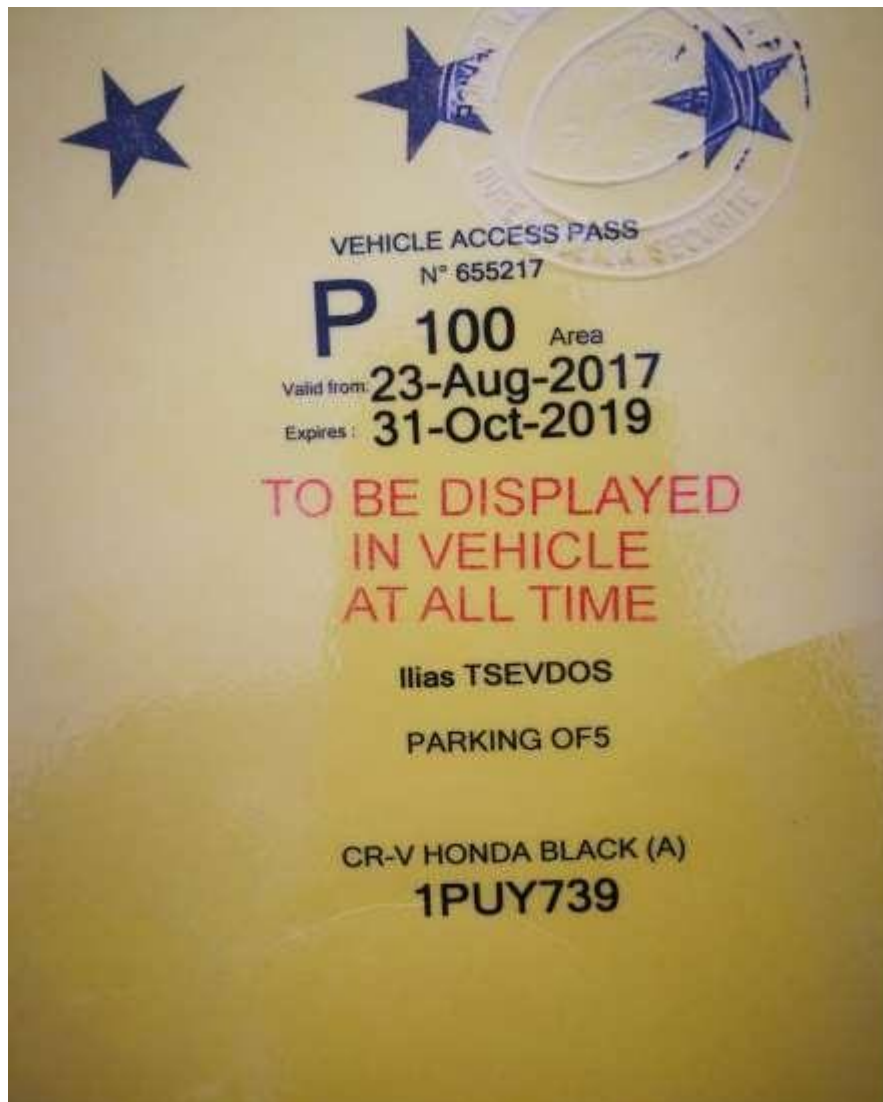 VEHICLE ACCESS PASS
N° 655217
P 100 Area
Valid from: 23-Aug-2017
Expires : 31-Oct-2019
TO BE DISPLAYED
IN VEHICLE
AT ALL TIME
Ilias TSEVDOS
PARKING OF5
CR-V HONDA BLACK (A)
1PUY739
SECURITE